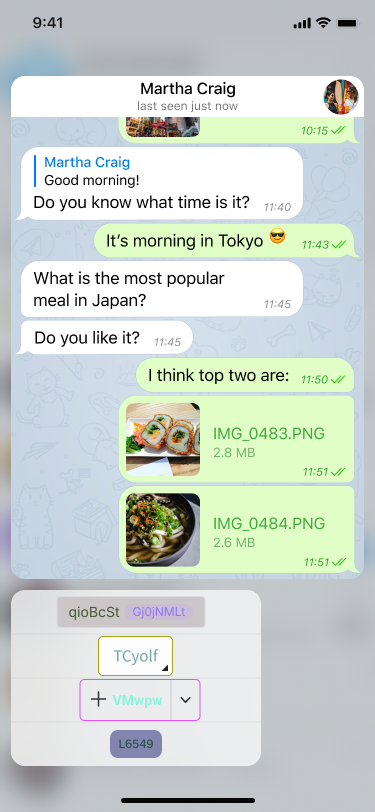 9:41
Martha Craig
last seen just now
10:15
Martha Craig
Good morning!
Do you know what time is it? 11:40
It's morning in Tokyo 😎 11:43
What is the most popular
meal in Japan? 11:45
Do you like it? 11:45
I think top two are: 11:50
IMG_0483.PNG
2.8 MB
11:51
IMG_0484.PNG
2.6 MB
11:51
qioBcSt Gj0jNMLt
TCyolf
VMwpw
L6549